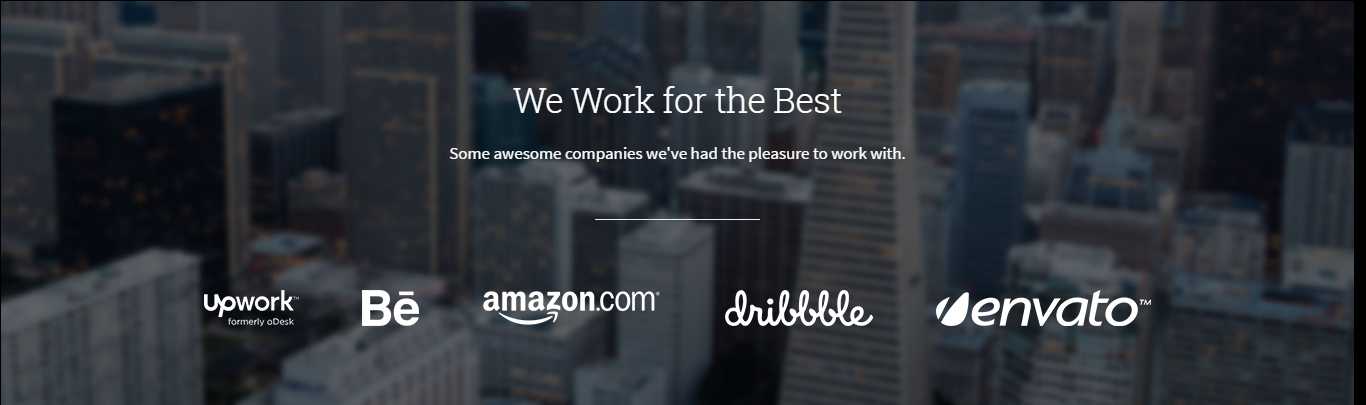 We Work for the Best
Some awesome companies we've had the pleasure to work with.
upwork™ Bē amazon.com® dribbble envato™
formerly oDesk